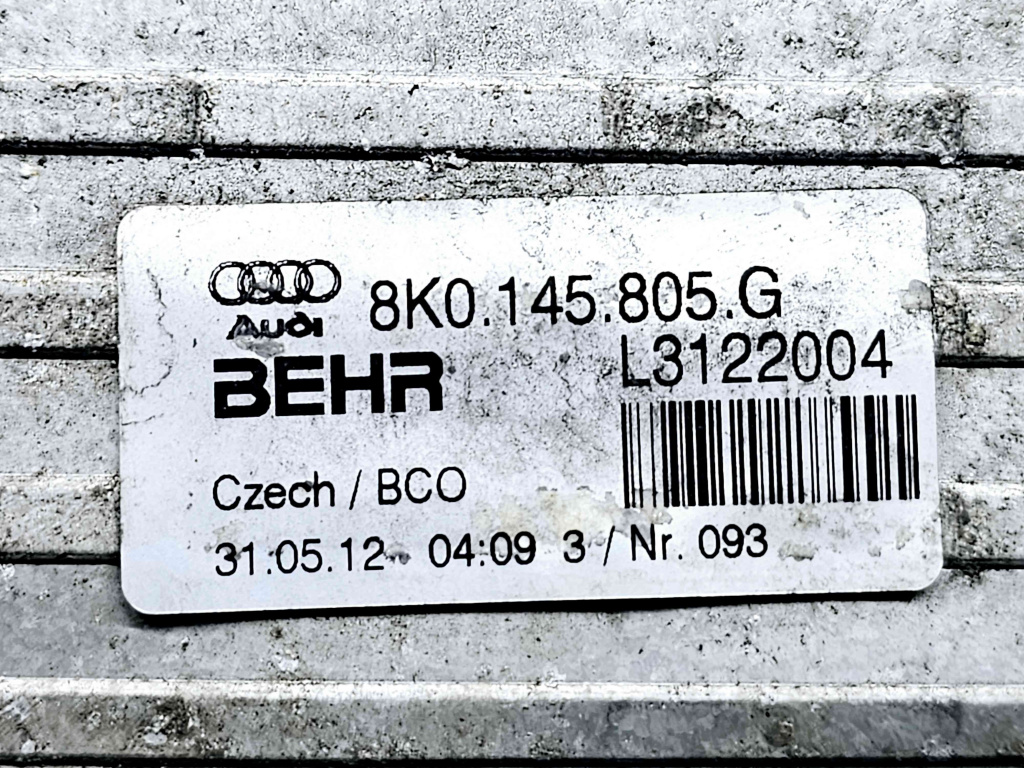 Audi 8K0.145.805.G
BEHR L3122004
Czech / BCO
31.05.12 04:09 3 / Nr. 093